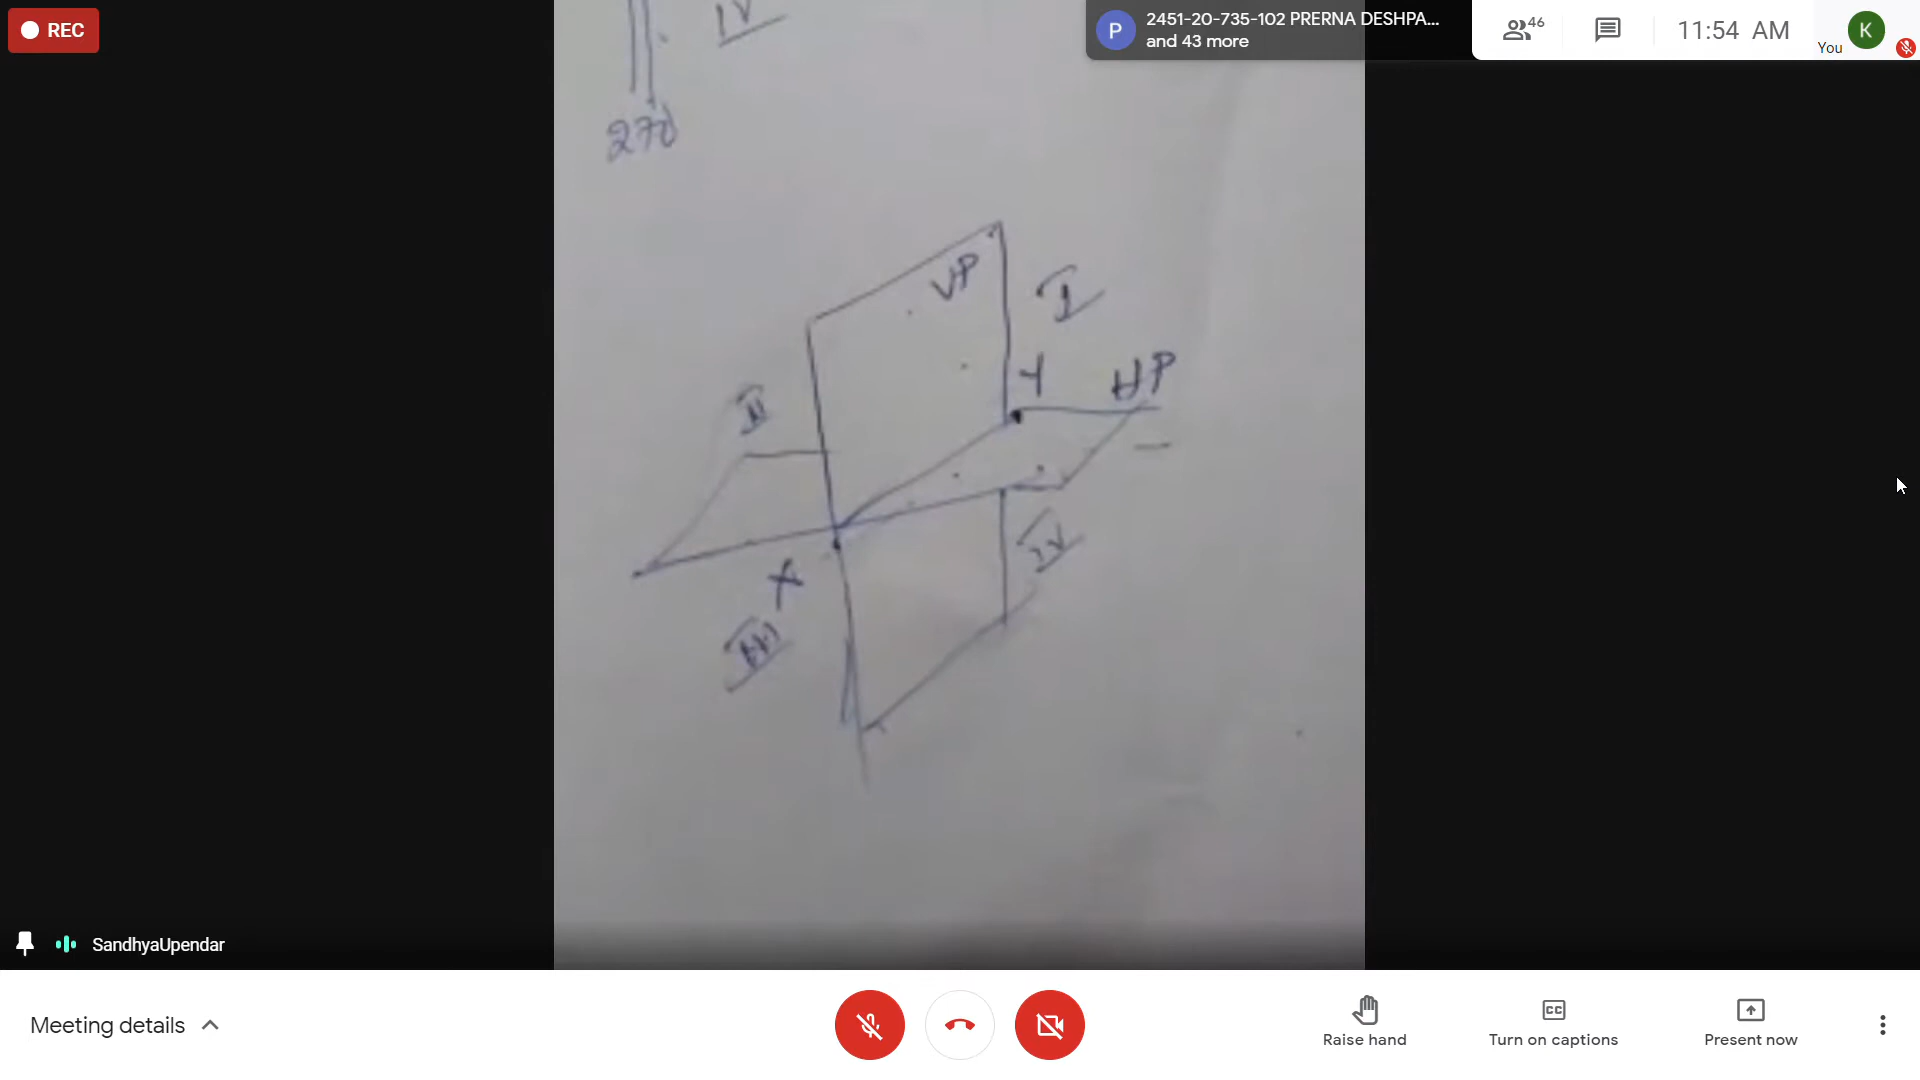 REC
2451-20-735-102 PRERNA DESHPA...
and 43 more
46
11:54 AM
You
K
P
IV
270
VP
I
Y
HP
II
IV
X
III
SandhyaUpendar
Meeting details
CC
Raise hand
Turn on captions
Present now